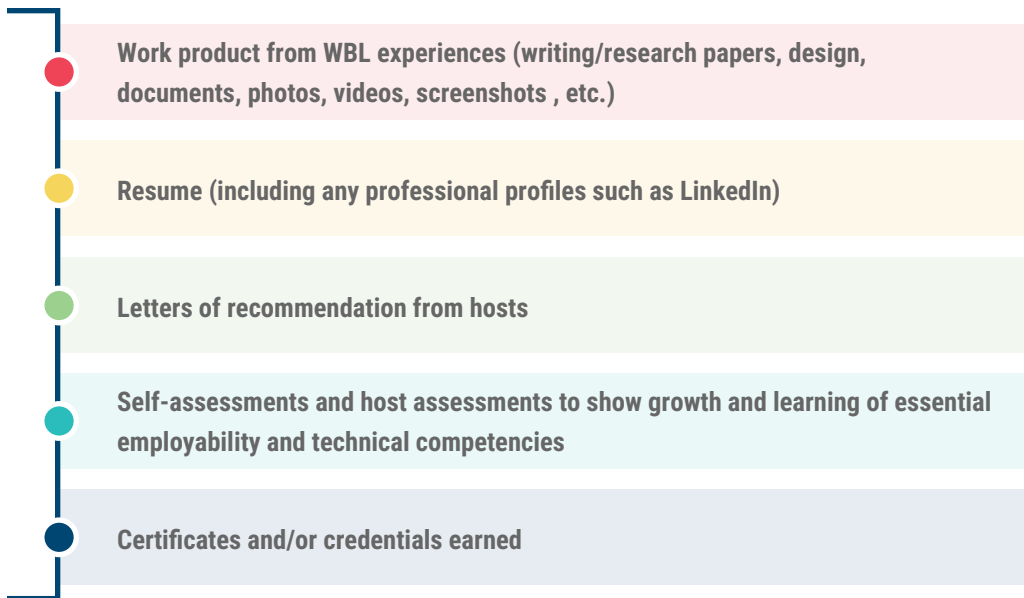 Work product from WBL experiences (writing/research papers, design,
documents, photos, videos, screenshots , etc.)
Resume (including any professional profiles such as LinkedIn)
Letters of recommendation from hosts
Self-assessments and host assessments to show growth and learning of essential
employability and technical competencies
Certificates and/or credentials earned